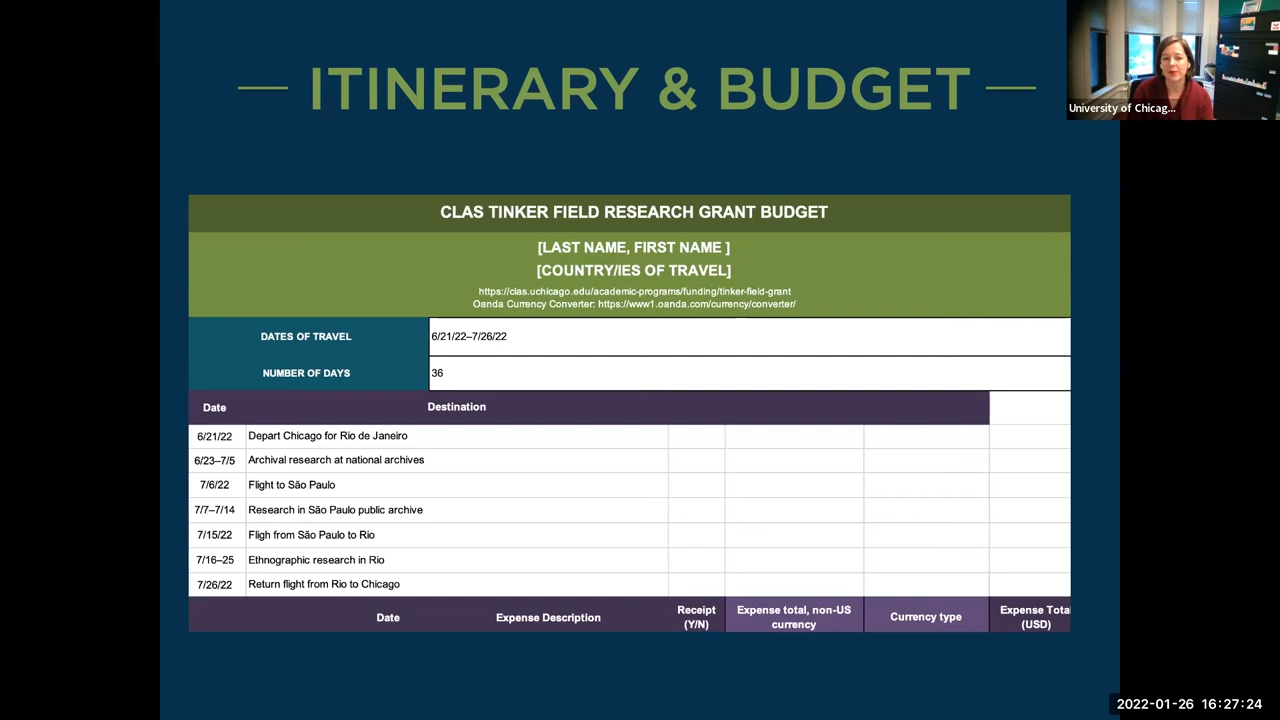 ITINERARY & BUDGET
University of Chicag...
CLAS TINKER FIELD RESEARCH GRANT BUDGET
[LAST NAME, FIRST NAME ]
[COUNTRY/IES OF TRAVEL]
https://clas.uchicago.edu/academic-programs/funding/tinker-field-grant
Oanda Currency Converter: https://www1.oanda.com/currency/converter/
DATES OF TRAVEL 6/21/22–7/26/22
NUMBER OF DAYS 36
Date Destination
6/21/22 Depart Chicago for Rio de Janeiro
6/23–7/5 Archival research at national archives
7/6/22 Flight to São Paulo
7/7–7/14 Research in São Paulo public archive
7/15/22 Fligh from São Paulo to Rio
7/16–25 Ethnographic research in Rio
7/26/22 Return flight from Rio to Chicago
Date Expense Description Receipt (Y/N) Expense total, non-US currency Currency type Expense Tota (USD)
2022-01-26 16:27:24